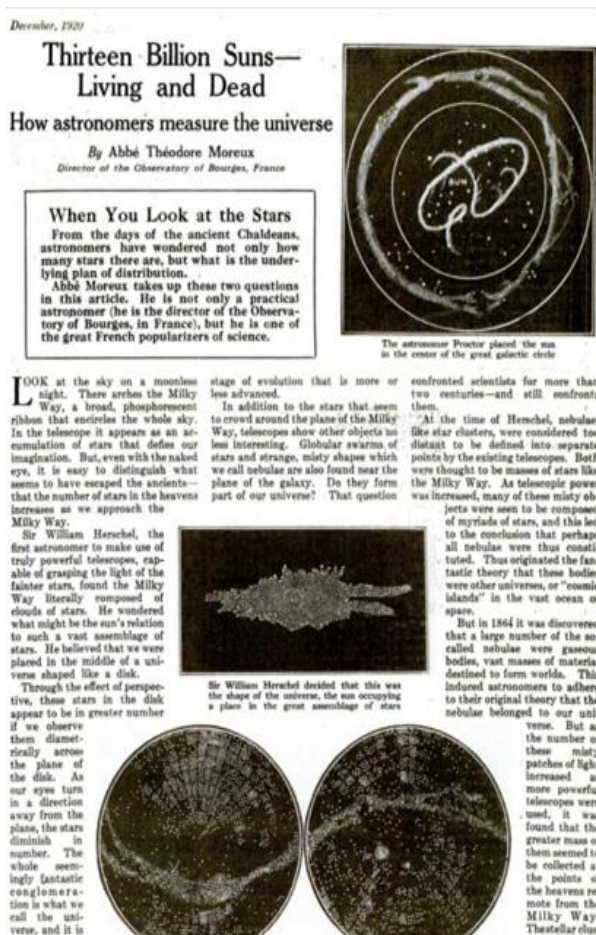 December, 1920
Thirteen Billion Suns—
Living and Dead
How astronomers measure the universe
By Abbé Théodore Moreux
Director of the Observatory of Bourges, France
When You Look at the Stars
From the days of the ancient Chaldeans,
astronomers have wondered not only how
many stars there are, but what is the under-
lying plan of distribution.
Abbé Moreux takes up these two questions
in this article. He is not only a practical
astronomer (he is the director of the Observa-
tory of Bourges, in France), but he is one of
the great French popularizers of science.
SUN
The astronomer Proctor placed the sun
in the center of the great galactic circle
LOOK at the sky on a moonless
night. There arches the Milky
Way, a broad, phosphorescent
ribbon that encircles the whole sky.
In the telescope it appears as an ac-
cumulation of stars that defies our
imagination. But, even with the naked
eye, it is easy to distinguish what
seems to have escaped the ancients—
that the number of stars in the heavens
increases as we approach the
Milky Way.
Sir William Herschel, the
first astronomer to make use of
truly powerful telescopes, cap-
able of grasping the light of the
fainter stars, found the Milky
Way literally composed of
clouds of stars. He wondered
what might be the sun's relation
to such a vast assemblage of
stars. He believed that we were
placed in the middle of a uni-
verse shaped like a disk.
Through the effect of perspec-
tive, these stars in the disk
appear to be in greater number
if we observe
them diamet-
rically across
the plane of
the disk. As
our eyes turn
in a direction
away from the
plane, the stars
diminish in
number. The
whole seem-
ingly fantastic
conglomera-
tion is what we
call the uni-
verse, and it is
stage of evolution that is more or
less advanced.
In addition to the stars that seem
to crowd around the plane of the Milky
Way, telescopes show other objects no
less interesting. Globular swarms of
stars and strange, misty shapes which
we call nebulae are also found near the
plane of the galaxy. Do they form
part of our universe? That question
Sir William Herschel decided that this was
the shape of the universe, the sun occupying
a place in the great assemblage of stars
confronted scientists for more than
two centuries—and still confronts
them.
At the time of Herschel, nebulae,
like star clusters, were considered too
distant to be defined into separate
points by the existing telescopes. Both
were thought to be masses of stars like
the Milky Way. As telescopic power
was increased, many of these misty ob-
jects were seen to be composed
of myriads of stars, and this led
to the conclusion that perhaps
all nebulae were thus consti-
tuted. Thus originated the fan-
tastic theory that these bodies
were other universes, or "cosmic
islands" in the vast ocean of
space.
But in 1864 it was discovered
that a large number of the so-
called nebulae were gaseous
bodies, vast masses of material
destined to form worlds. This
induced astronomers to adhere
to their original theory that the
nebulae belonged to our uni-
verse. But as
the number of
these misty
patches of light
increased as
more powerful
telescopes were
used, it was
found that the
greater mass of
them seemed to
be collected at
the points of
the heavens re-
mote from the
Milky Way.
The stellar clus-